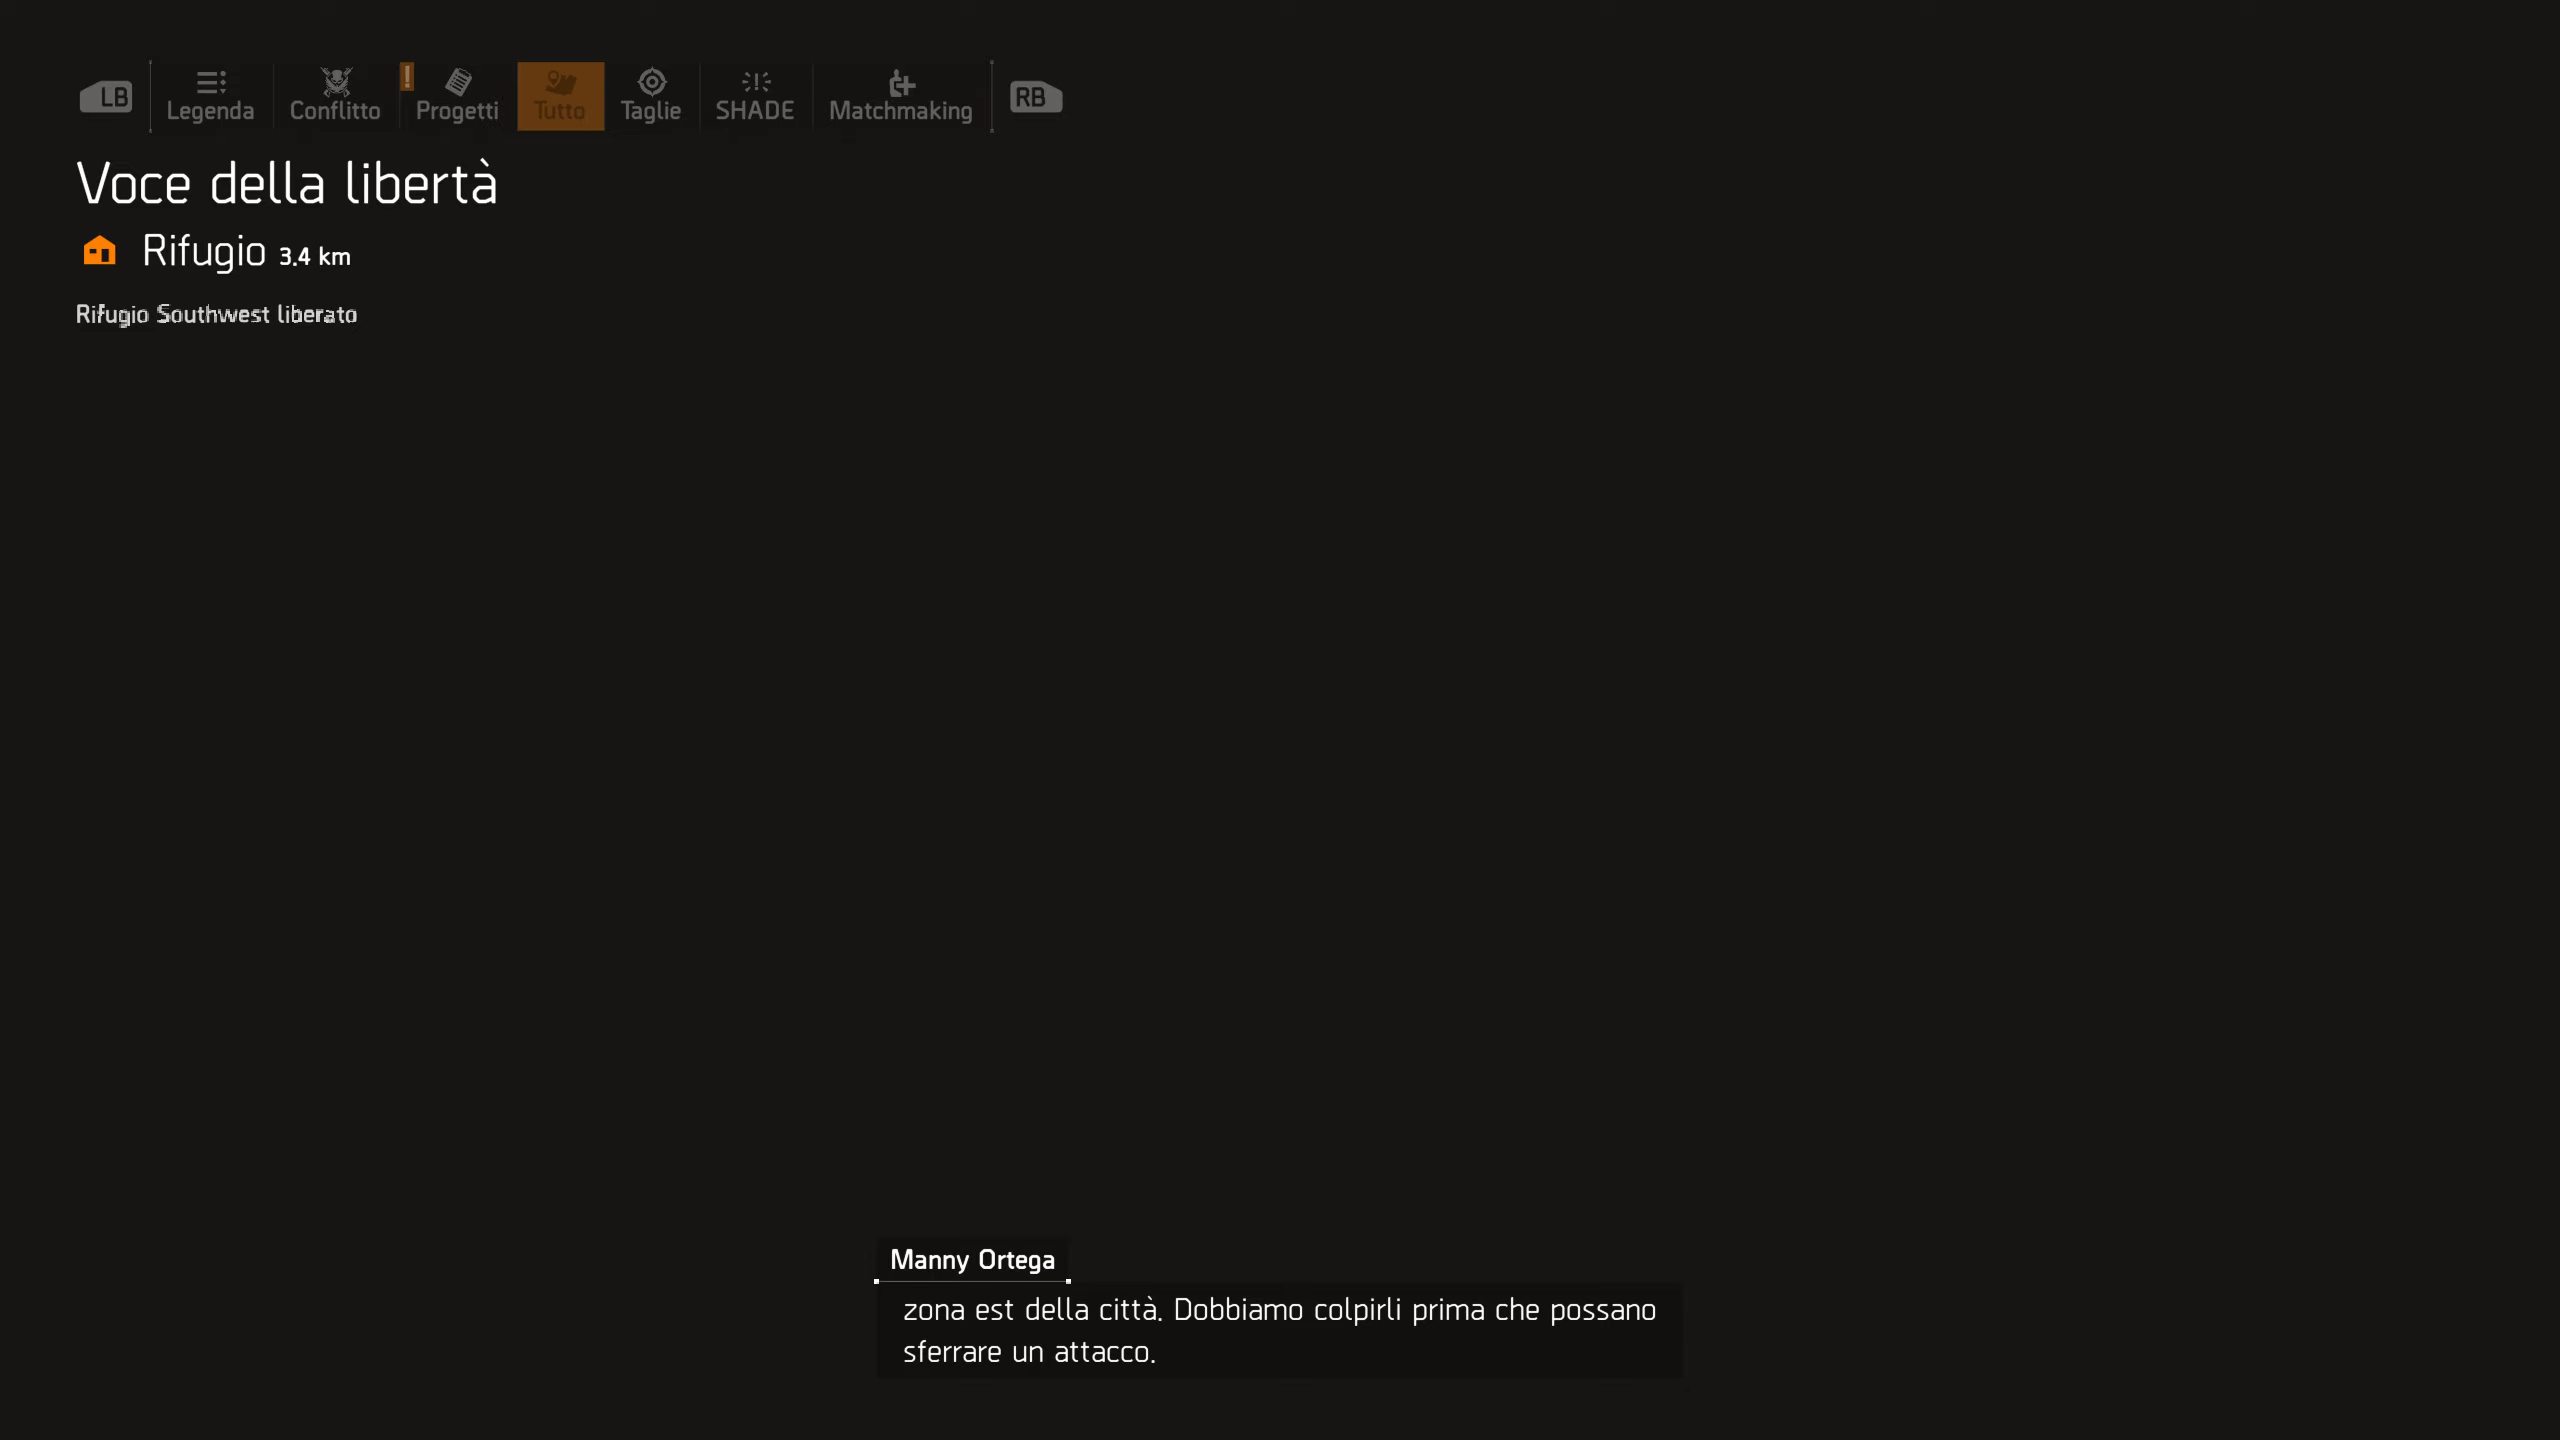 LB
Legenda
Conflitto
!
Progetti
Tutto
Taglie
SHADE
Matchmaking
RB
Voce della libertà
Rifugio 3.4 km
Rifugio Southwest liberato
Manny Ortega
zona est della città. Dobbiamo colpirli prima che possano
sferrare un attacco.